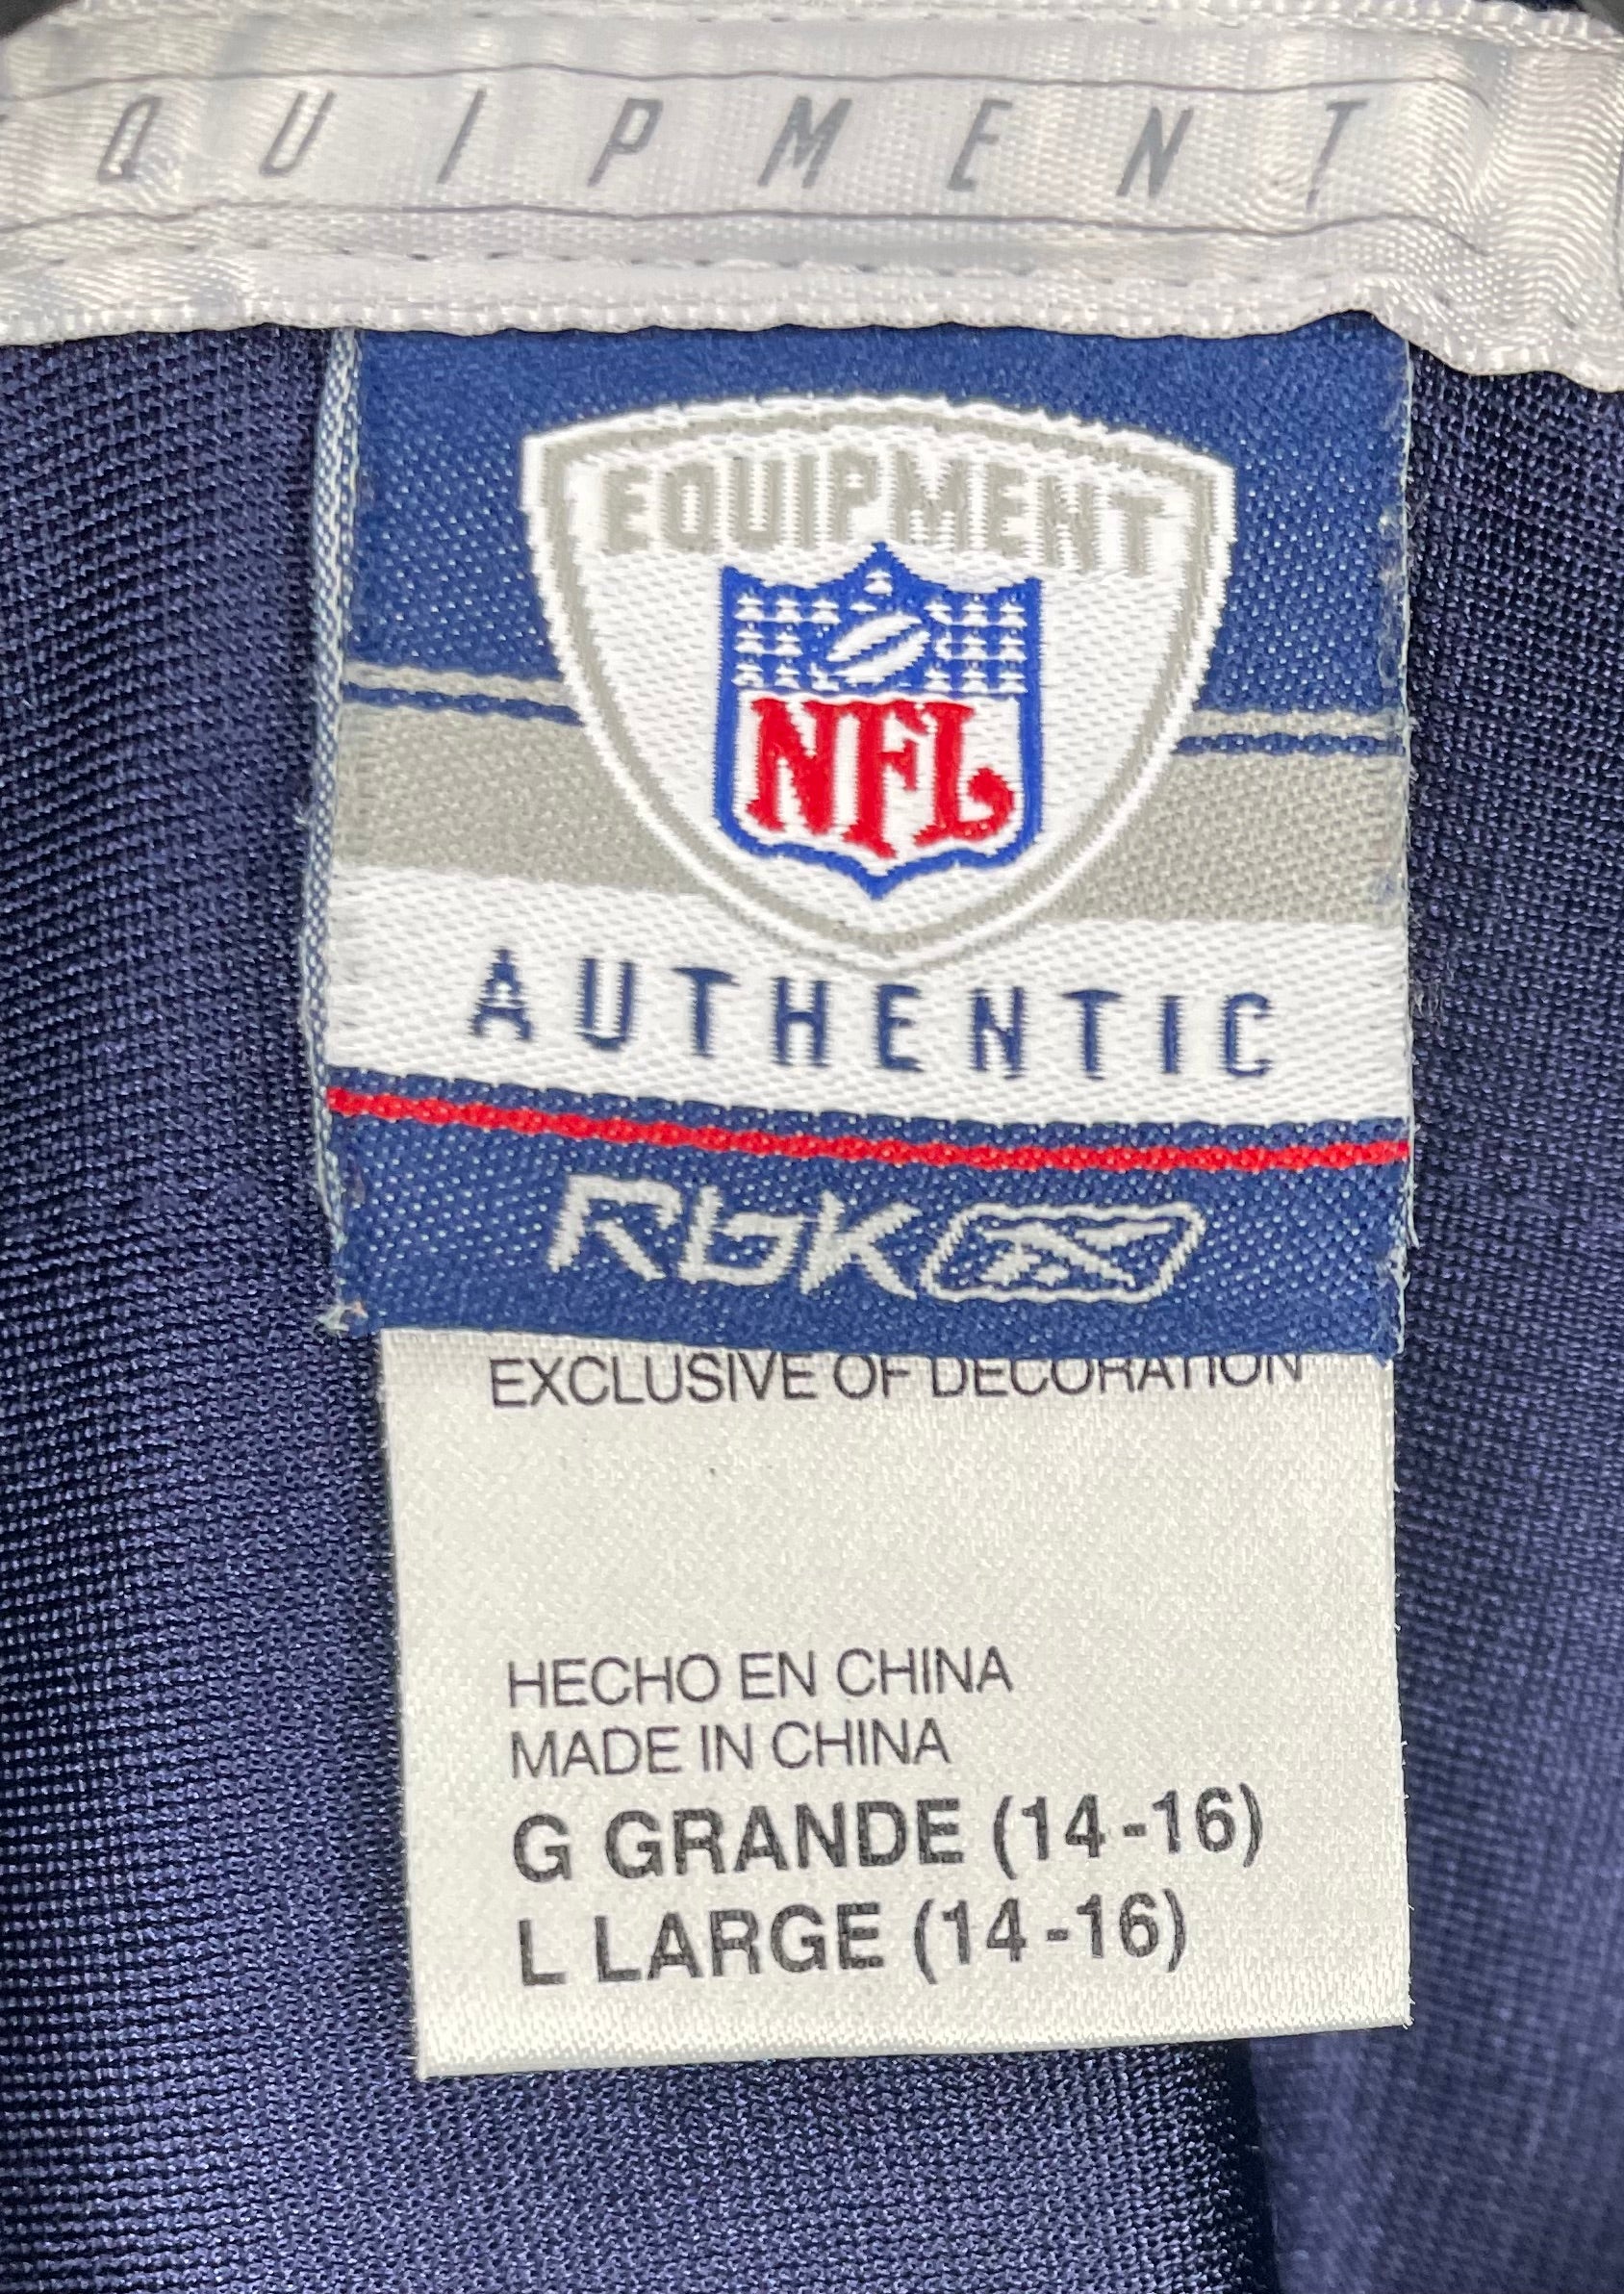 QUIPMENT
EQUIPMENT
NFL
AUTHENTIC
Rbk
EXCLUSIVE OF DECORATION
HECHO EN CHINA
MADE IN CHINA
G GRANDE (14-16)
L LARGE (14-16)